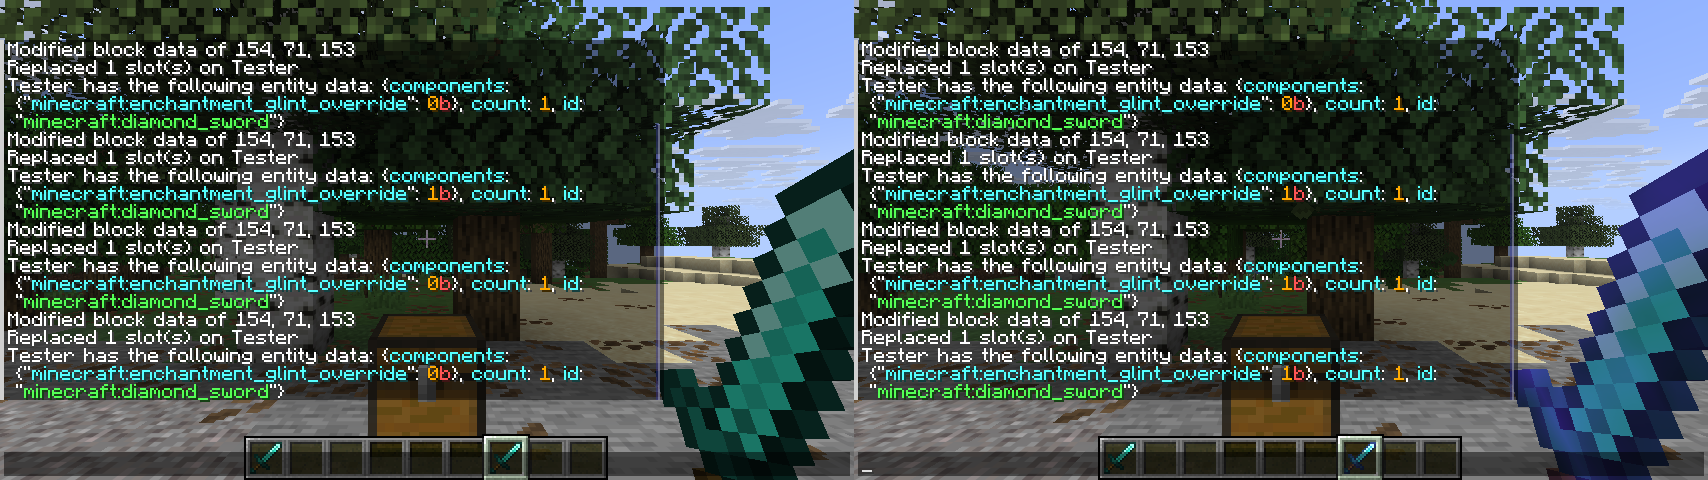 Modified block data of 154, 71, 153
Replaced 1 slot(s) on Tester
Tester has the following entity data: {components:
{"minecraft:enchantment_glint_override": 0b}, count: 1, id:
"minecraft:diamond_sword"}
Modified block data of 154, 71, 153
Replaced 1 slot(s) on Tester
Tester has the following entity data: {components:
{"minecraft:enchantment_glint_override": 1b}, count: 1, id:
"minecraft:diamond_sword"}
Modified block data of 154, 71, 153
Replaced 1 slot(s) on Tester
Tester has the following entity data: {components:
{"minecraft:enchantment_glint_override": 0b}, count: 1, id:
"minecraft:diamond_sword"}
Modified block data of 154, 71, 153
Replaced 1 slot(s) on Tester
Tester has the following entity data: {components:
{"minecraft:enchantment_glint_override": 0b}, count: 1, id:
"minecraft:diamond_sword"}
Modified block data of 154, 71, 153
Replaced 1 slot(s) on Tester
Tester has the following entity data: {components:
{"minecraft:enchantment_glint_override": 0b}, count: 1, id:
"minecraft:diamond_sword"}
Modified block data of 154, 71, 153
Replaced 1 slot(s) on Tester
Tester has the following entity data: {components:
{"minecraft:enchantment_glint_override": 1b}, count: 1, id:
"minecraft:diamond_sword"}
Modified block data of 154, 71, 153
Replaced 1 slot(s) on Tester
Tester has the following entity data: {components:
{"minecraft:enchantment_glint_override": 1b}, count: 1, id:
"minecraft:diamond_sword"}
Modified block data of 154, 71, 153
Replaced 1 slot(s) on Tester
Tester has the following entity data: {components:
{"minecraft:enchantment_glint_override": 1b}, count: 1, id:
"minecraft:diamond_sword"}
_